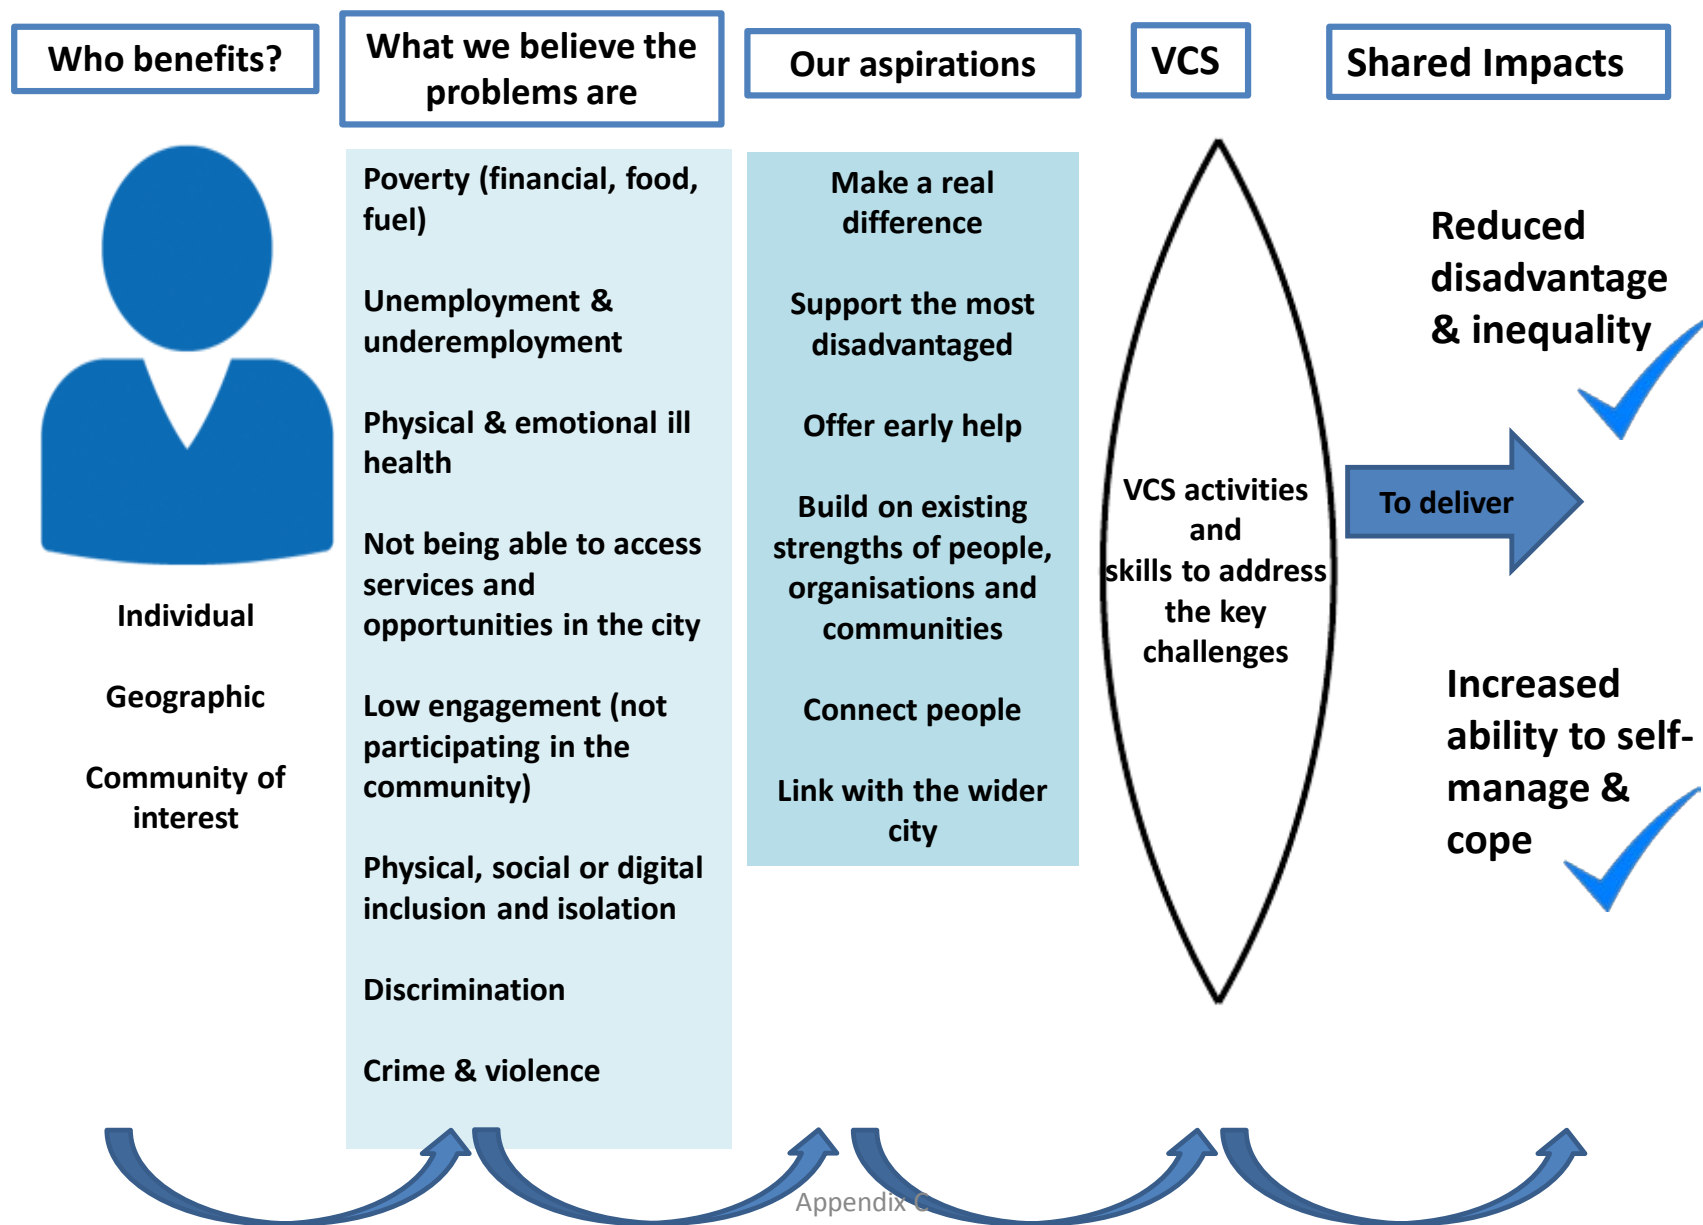 Who benefits?
What we believe the
problems are
Our aspirations
VCS
Shared Impacts
Individual
Geographic
Community of
interest
Poverty (financial, food,
fuel)
Unemployment &
underemployment
Physical & emotional ill
health
Not being able to access
services and
opportunities in the city
Low engagement (not
participating in the
community)
Physical, social or digital
inclusion and isolation
Discrimination
Crime & violence
Make a real
difference
Support the most
disadvantaged
Offer early help
Build on existing
strengths of people,
organisations and
communities
Connect people
Link with the wider
city
VCS activities
and
skills to address
the key
challenges
To deliver
Reduced
disadvantage
& inequality
Increased
ability to self-
manage &
cope
Appendix C